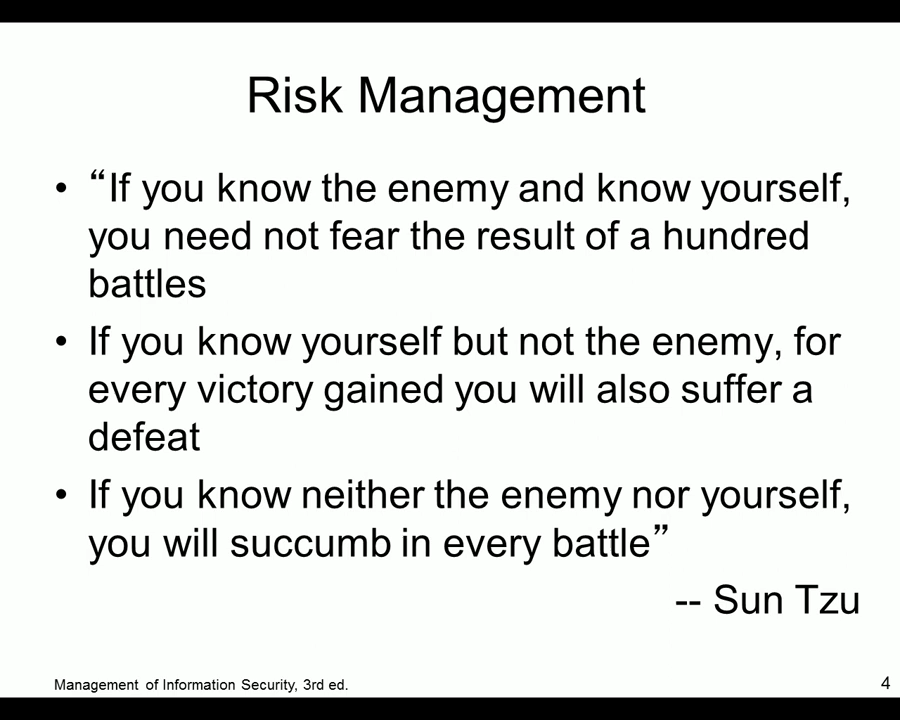 Risk Management
• “If you know the enemy and know yourself,
you need not fear the result of a hundred
battles
• If you know yourself but not the enemy, for
every victory gained you will also suffer a
defeat
• If you know neither the enemy nor yourself,
you will succumb in every battle”
-- Sun Tzu
Management of Information Security, 3rd ed.
4